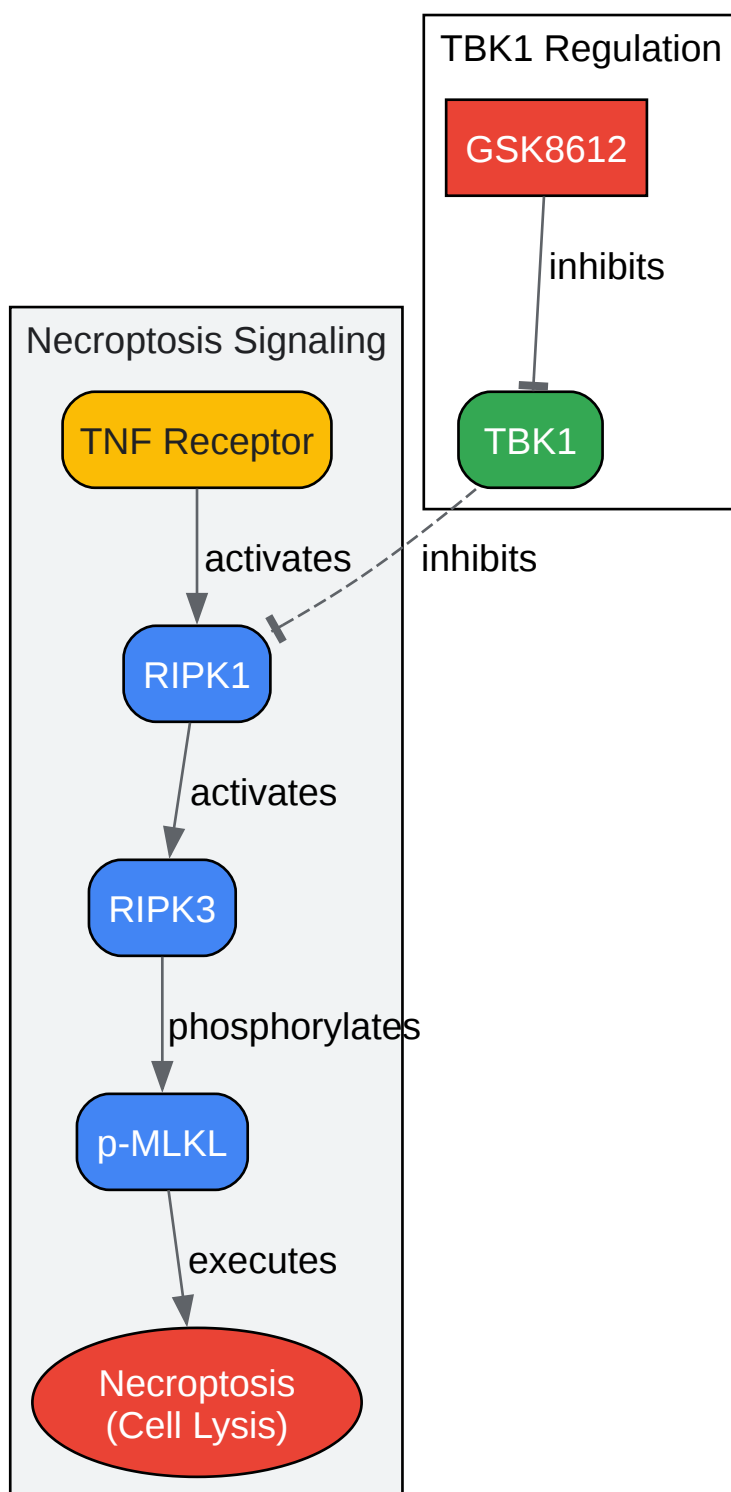 TBK1 Regulation
GSK8612
inhibits
Necroptosis Signaling
TNF Receptor
TBK1
activates
inhibits
RIPK1
activates
RIPK3
phosphorylates
p-MLKL
executes
Necroptosis
(Cell Lysis)